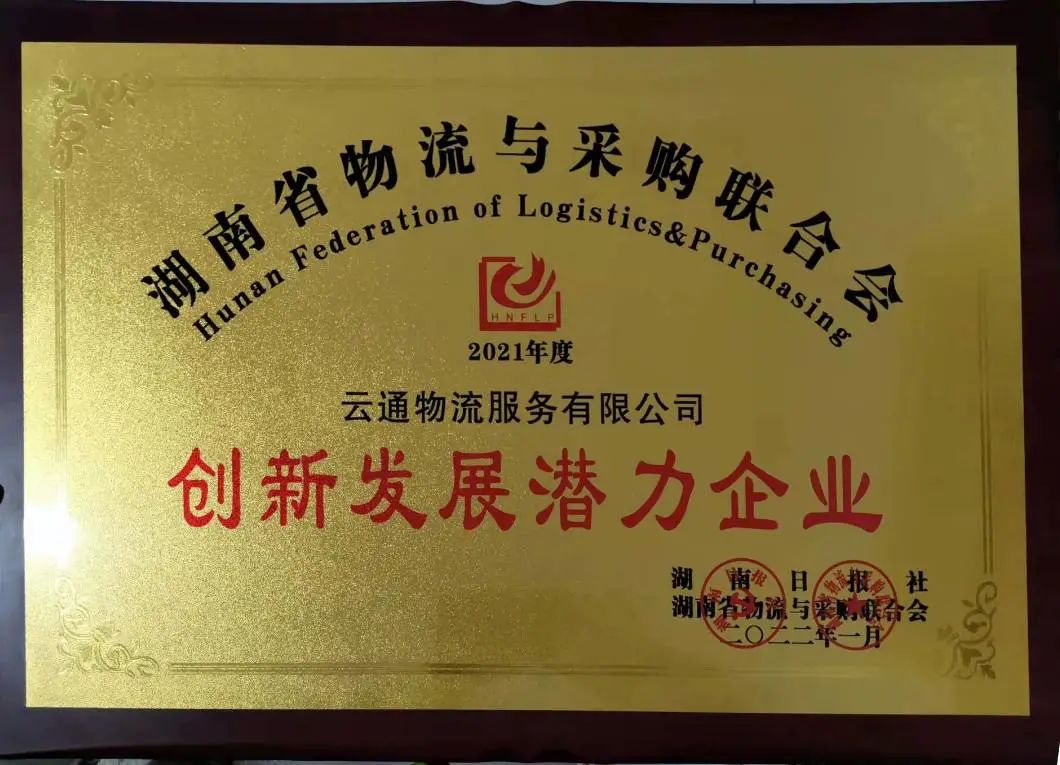 湖南省物流与采购联合会
Hunan Federation of Logistics&Purchasing
HNFLP
2021年度
云通物流服务有限公司
创新发展潜力企业
湖南日报社
湖南省物流与采购联合会
二〇二二年一月